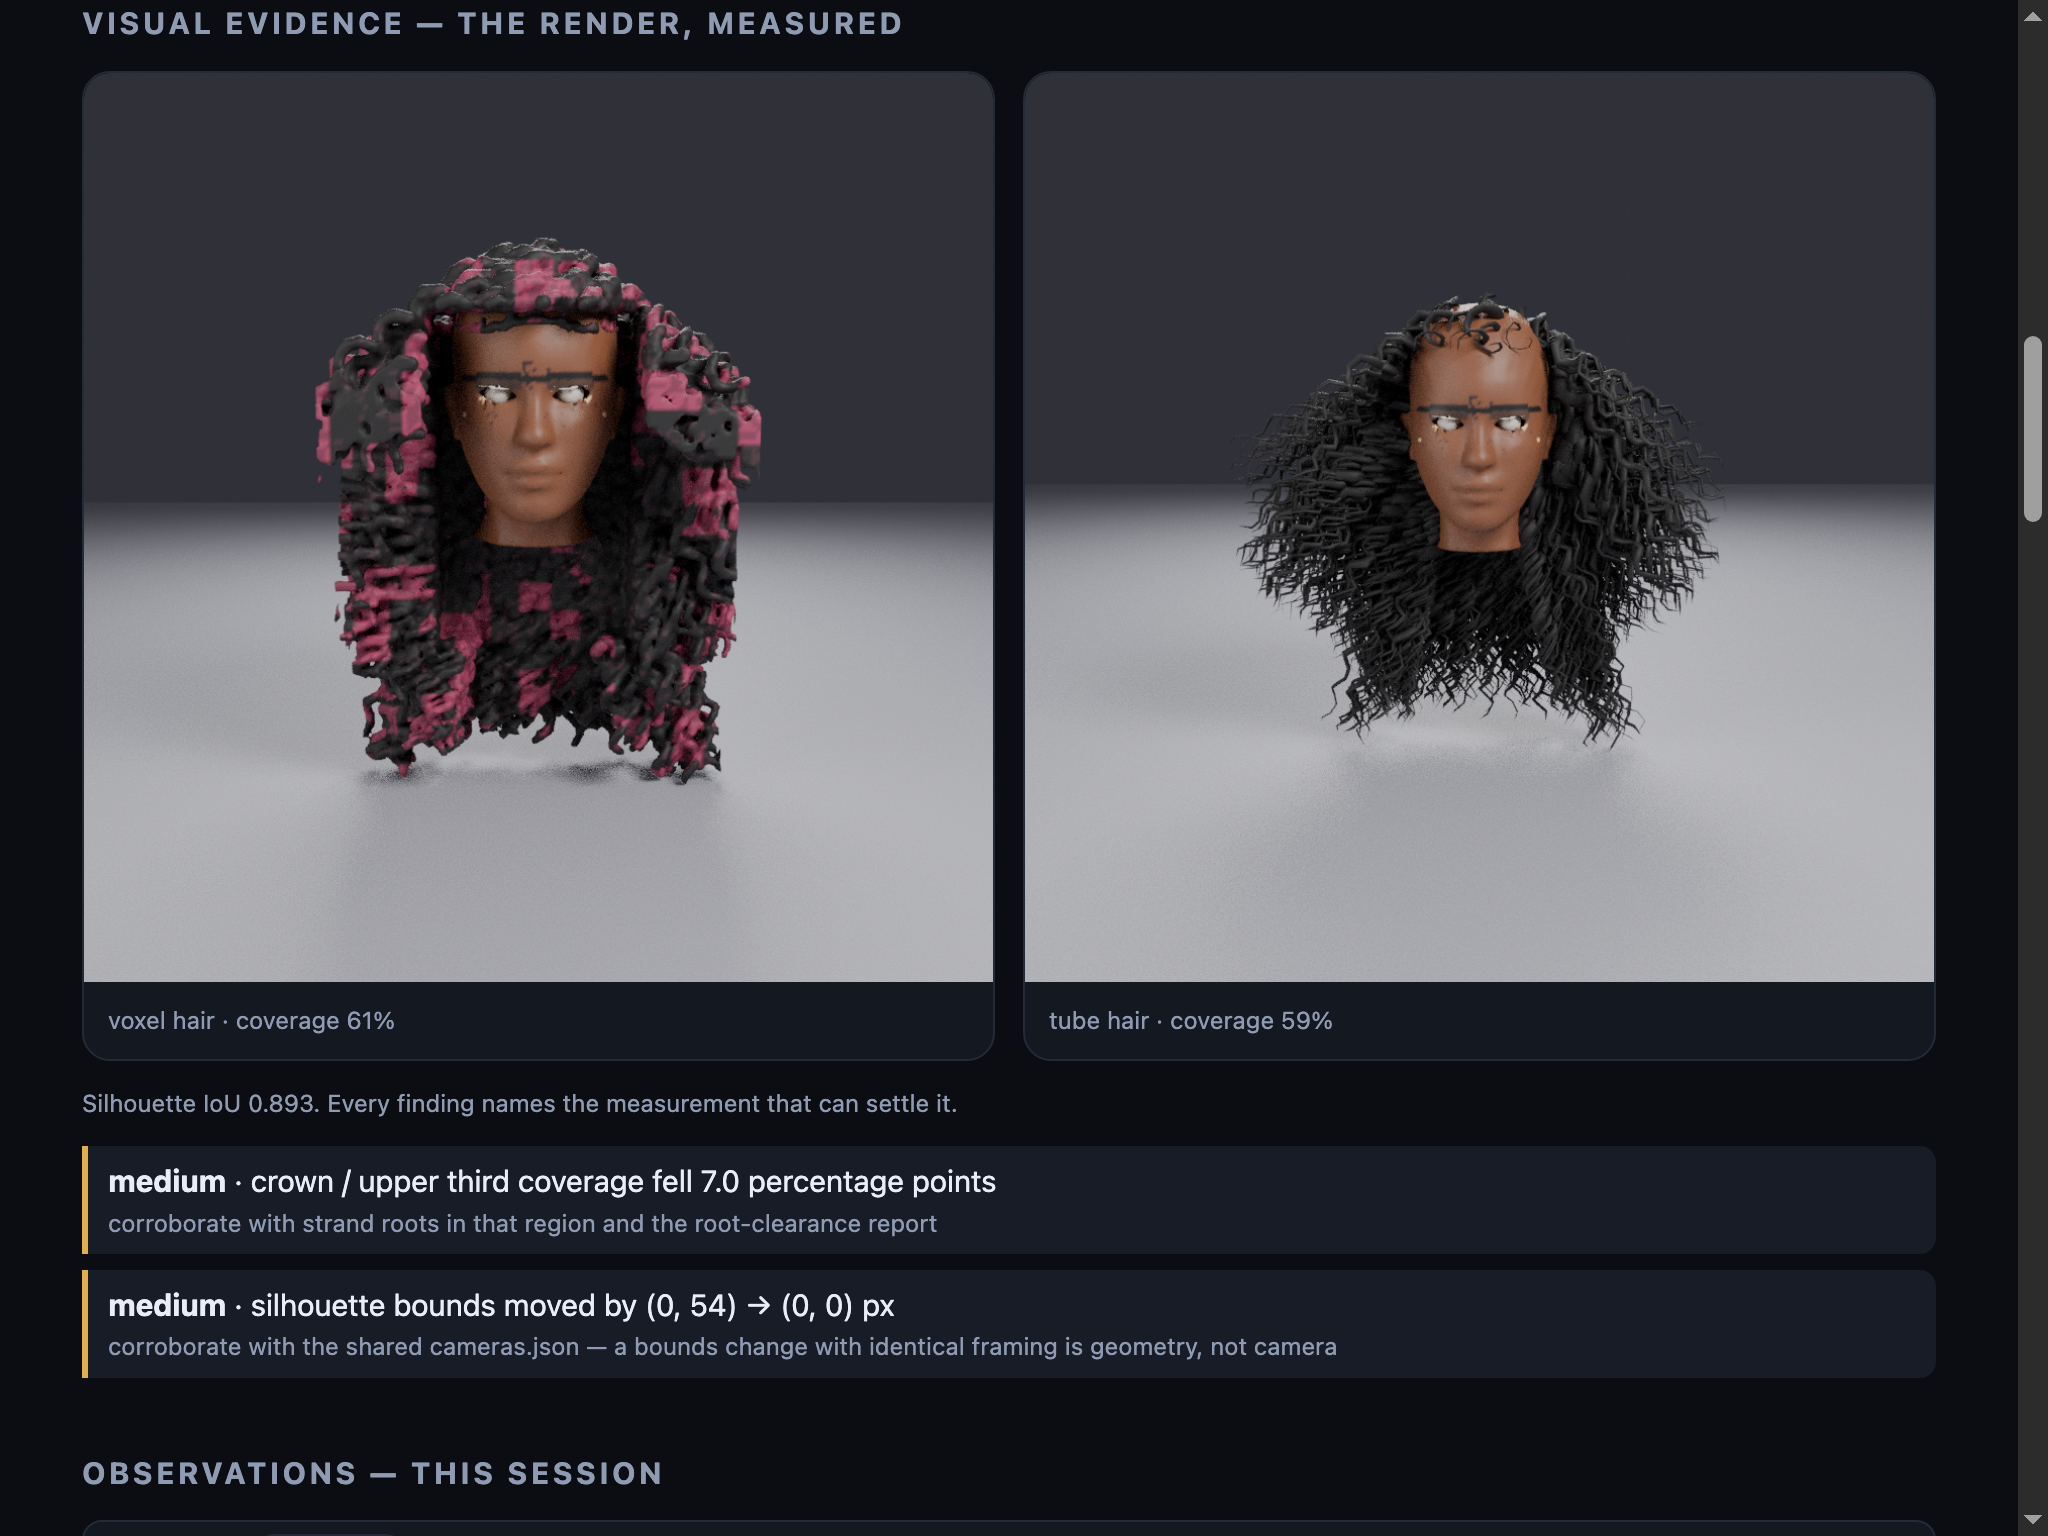 VISUAL EVIDENCE — THE RENDER, MEASURED
voxel hair · coverage 61%
tube hair · coverage 59%
Silhouette IoU 0.893. Every finding names the measurement that can settle it.
medium · crown / upper third coverage fell 7.0 percentage points
corroborate with strand roots in that region and the root-clearance report
medium · silhouette bounds moved by (0, 54) → (0, 0) px
corroborate with the shared cameras.json — a bounds change with identical framing is geometry, not camera
OBSERVATIONS — THIS SESSION